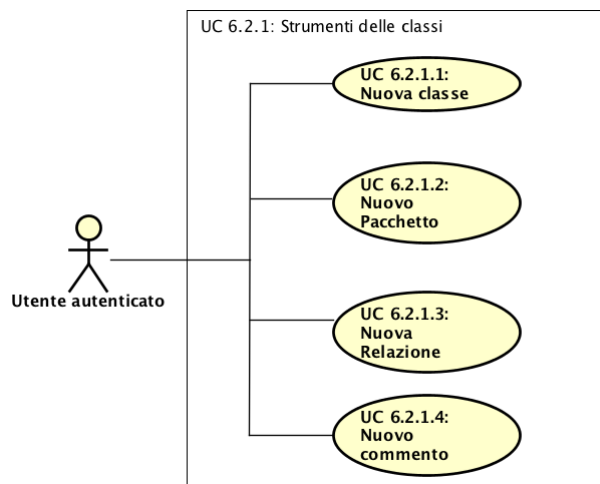 UC 6.2.1: Strumenti delle classi
UC 6.2.1.1:
Nuova classe
UC 6.2.1.2:
Nuovo
Pacchetto
Utente autenticato
UC 6.2.1.3:
Nuova
Relazione
UC 6.2.1.4:
Nuovo
commento